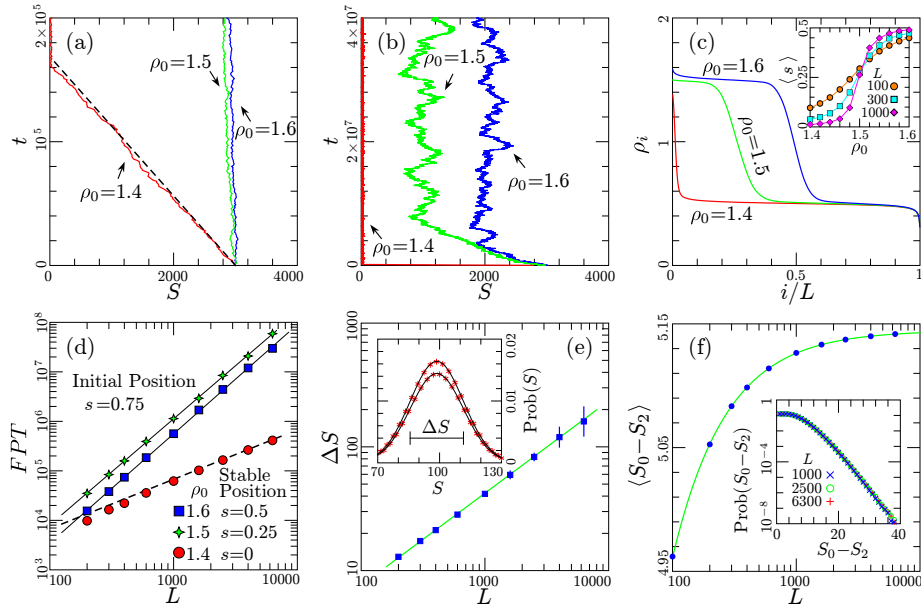 (a)
ρ0=1.5
ρ0=1.6
ρ0=1.4
t
2×10^5
10^5
0
0
2000
4000
S
(b)
ρ0=1.5
ρ0=1.6
ρ0=1.4
t
4×10^7
2×10^7
0
0
2000
4000
S
(c)
ρ0=1.6
ρ0=1.5
ρ0=1.4
ρi
2
1
0
0
0.5
1
i/L
⟨s⟩
0.5
0.25
0
L
100
300
1000
1.4
1.5
1.6
ρ0
(d)
Initial Position
s=0.75
FPT
10^8
10^7
10^6
10^5
10^4
10^3
ρ0 Stable Position
1.6 s=0.5
1.5 s=0.25
1.4 s=0
100
1000
10000
L
(e)
ΔS
1000
100
10
ΔS
Prob(S)
0.02
0.01
0
70
100
130
S
100
1000
10000
L
(f)
⟨S0−S2⟩
5.15
5.05
4.95
Prob(S0−S2)
1
10^-4
10^-8
L
1000
2500
6300
0
20
40
S0−S2
100
1000
10000
L